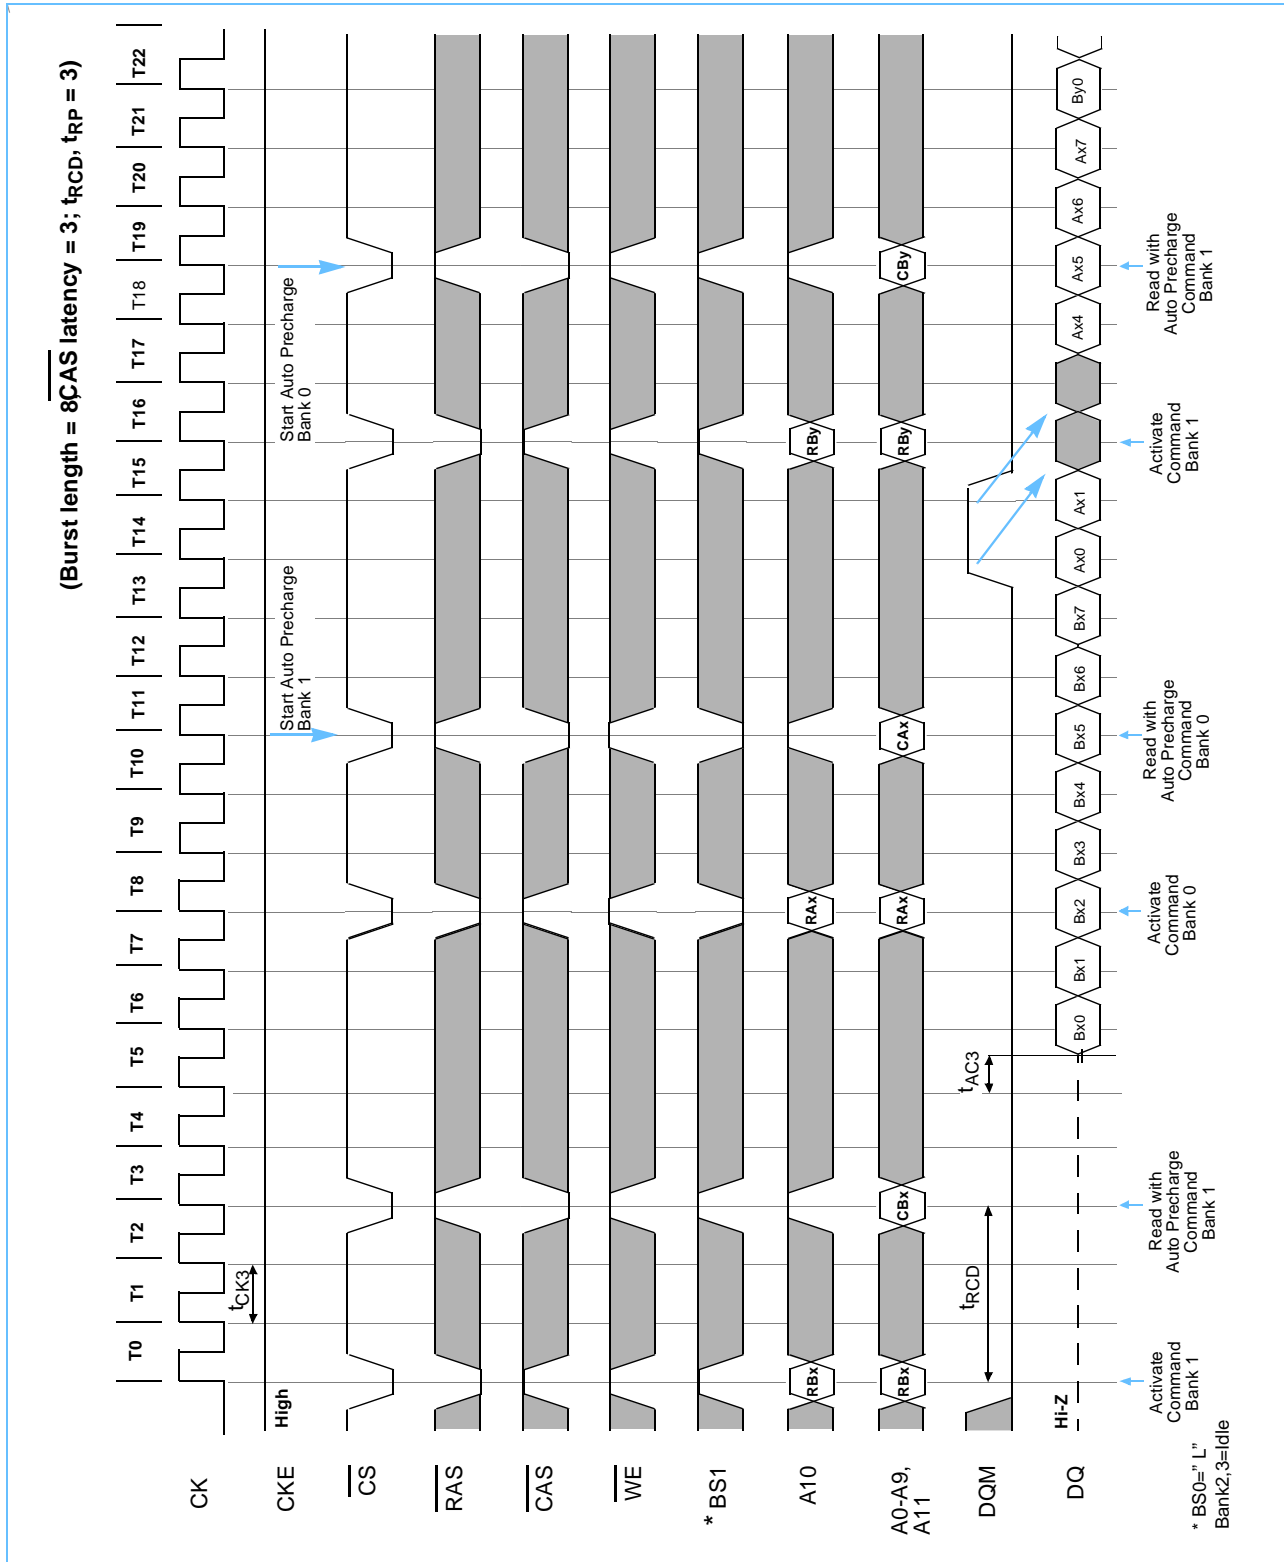 (Burst length = 8,CAS latency = 3; tRCD, tRP = 3)
T0 T1 T2 T3 T4 T5 T6 T7 T8 T9 T10 T11 T12 T13 T14 T15 T16 T17 T18 T19 T20 T21 T22
CK
tCK3
CKE
High
Start Auto Precharge
Bank 1
Start Auto Precharge
Bank 0
CS
RAS
CAS
WE
* BS1
A10
RBx RAx RBy
A0-A9,
A11
RBx CBx RAx CAx RBy CBy
DQM
tRCD
tAC3
DQ
Hi-Z
Bx0 Bx1 Bx2 Bx3 Bx4 Bx5 Bx6 Bx7 Ax0 Ax1 Ax4 Ax5 Ax6 Ax7 By0
Activate
Command
Bank 1
Read with
Auto Precharge
Command
Bank 1
Activate
Command
Bank 0
Read with
Auto Precharge
Command
Bank 0
Activate
Command
Bank 1
Read with
Auto Precharge
Command
Bank 1
* BS0=” L”
Bank2,3=Idle